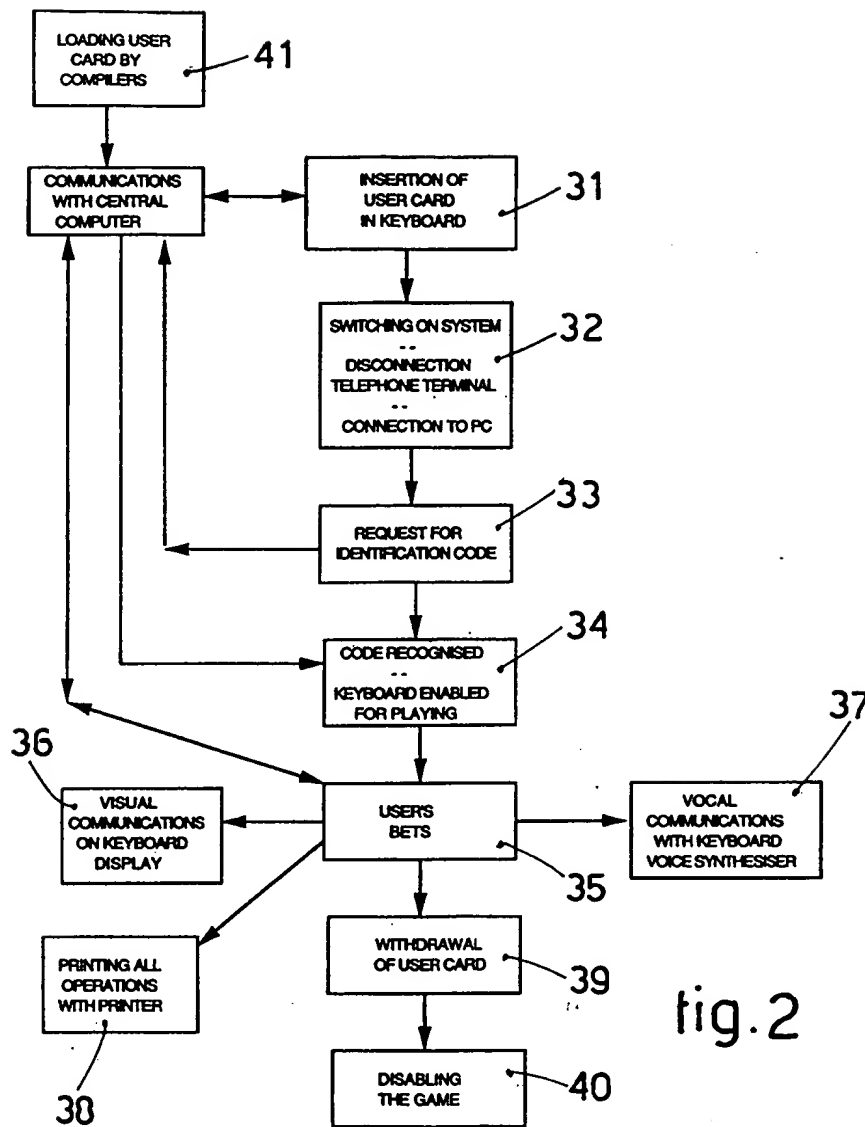 LOADING USER
CARD BY
COMPILERS
41
COMMUNICATIONS
WITH CENTRAL
COMPUTER
INSERTION OF
USER CARD
IN KEYBOARD
31
SWITCHING ON SYSTEM
--
DISCONNECTION
TELEPHONE TERMINAL
--
CONNECTION TO PC
32
REQUEST FOR
IDENTIFICATION CODE
33
CODE RECOGNISED
--
KEYBOARD ENABLED
FOR PLAYING
34
36
VISUAL
COMMUNICATIONS
ON KEYBOARD
DISPLAY
USER'S
BETS
35
37
VOCAL
COMMUNICATIONS
WITH KEYBOARD
VOICE SYNTHESISER
PRINTING ALL
OPERATIONS
WITH PRINTER
38
WITHDRAWAL
OF USER CARD
39
DISABLING
THE GAME
40
fig.2